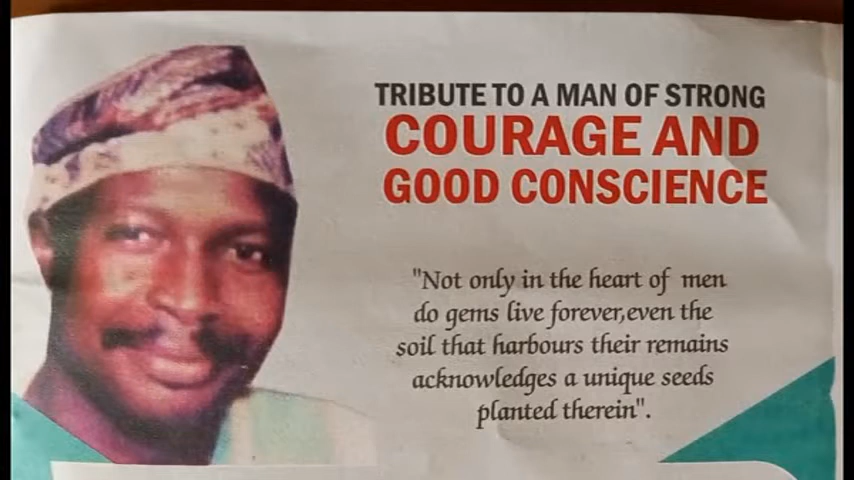 TRIBUTE TO A MAN OF STRONG
COURAGE AND
GOOD CONSCIENCE
"Not only in the heart of men
do gems live forever,even the
soil that harbours their remains
acknowledges a unique seeds
planted therein".